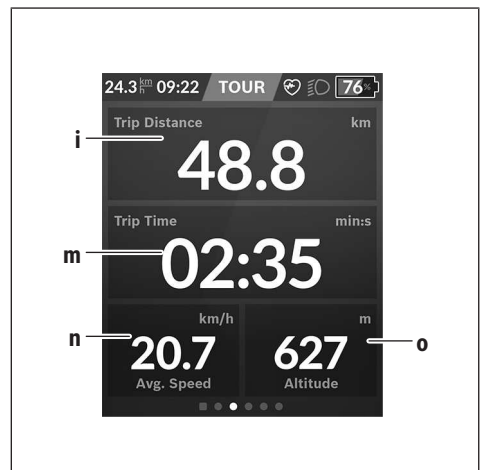 24.3 km/h 09:22 TOUR 76%
Trip Distance km
i
48.8
Trip Time min:s
m
02:35
km/h m
n
20.7 627
o
Avg. Speed Altitude